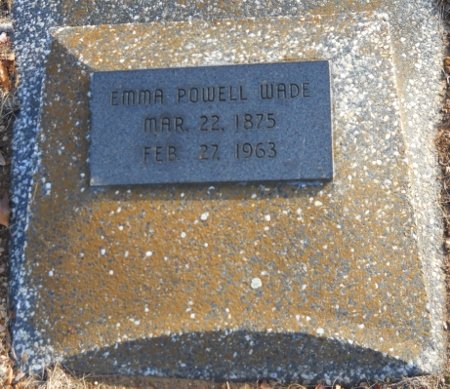 EMMA POWELL WADE
MAR. 22, 1875
FEB 27, 1963